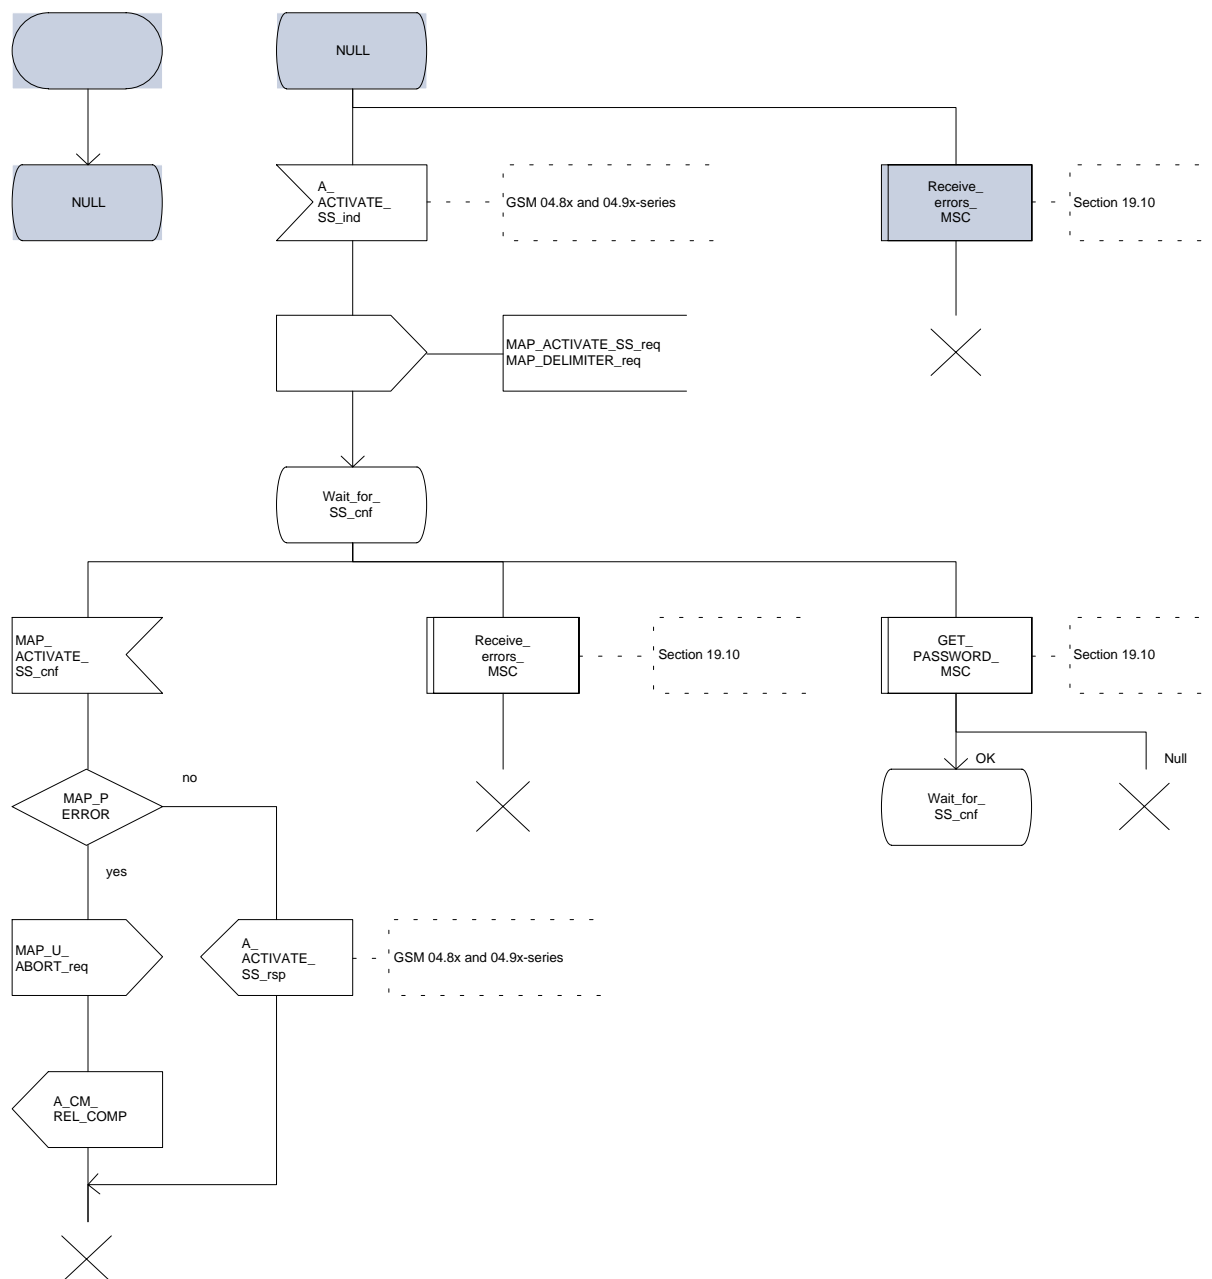 NULL
NULL
A_
ACTIVATE_
SS_ind
GSM 04.8x and 04.9x-series
Receive_
errors_
MSC
Section 19.10
MAP_ACTIVATE_SS_req
MAP_DELIMITER_req
Wait_for_
SS_cnf
MAP_
ACTIVATE_
SS_cnf
Receive_
errors_
MSC
Section 19.10
GET_
PASSWORD_
MSC
Section 19.10
OK
Null
no
MAP_P
ERROR
Wait_for_
SS_cnf
yes
MAP_U_
ABORT_req
A_
ACTIVATE_
SS_rsp
GSM 04.8x and 04.9x-series
A_CM_
REL_COMP